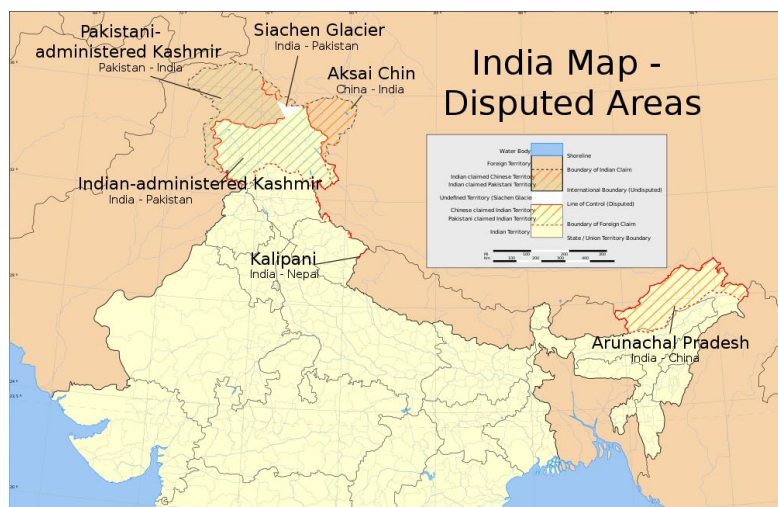 Pakistani-
administered Kashmir
Pakistan - India
Siachen Glacier
India - Pakistan
Aksai Chin
China - India
India Map -
Disputed Areas
Water Body
Shoreline
Foreign Territory
Boundary of Indian Claim
Indian claimed Chinese Territory
Indian claimed Pakistani Territory
International Boundary (Undisputed)
Undefined Territory (Siachen Glacie
Line of Control (Disputed)
Chinese claimed Indian Territory
Pakistani claimed Indian Territory
Boundary of Foreign Claim
Indian Territory
State / Union Territory Boundary
Indian-administered Kashmir
India - Pakistan
Kalipani
India - Nepal
Arunachal Pradesh
India - China